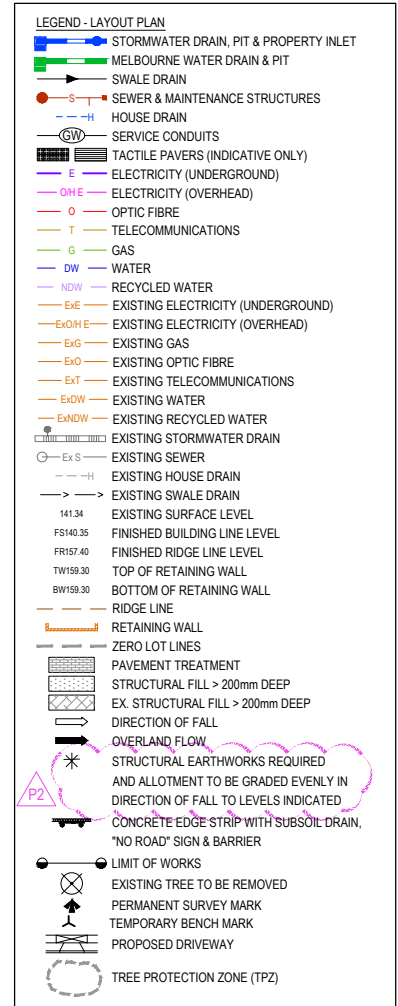 LEGEND - LAYOUT PLAN
STORMWATER DRAIN, PIT & PROPERTY INLET
MELBOURNE WATER DRAIN & PIT
SWALE DRAIN
S SEWER & MAINTENANCE STRUCTURES
H HOUSE DRAIN
GW SERVICE CONDUITS
TACTILE PAVERS (INDICATIVE ONLY)
E ELECTRICITY (UNDERGROUND)
O/H E ELECTRICITY (OVERHEAD)
O OPTIC FIBRE
T TELECOMMUNICATIONS
G GAS
DW WATER
NDW RECYCLED WATER
ExE EXISTING ELECTRICITY (UNDERGROUND)
ExO/H E EXISTING ELECTRICITY (OVERHEAD)
ExG EXISTING GAS
ExO EXISTING OPTIC FIBRE
ExT EXISTING TELECOMMUNICATIONS
ExDW EXISTING WATER
ExNDW EXISTING RECYCLED WATER
EXISTING STORMWATER DRAIN
Ex S EXISTING SEWER
H EXISTING HOUSE DRAIN
EXISTING SWALE DRAIN
141.34 EXISTING SURFACE LEVEL
FS140.35 FINISHED BUILDING LINE LEVEL
FR157.40 FINISHED RIDGE LINE LEVEL
TW159.30 TOP OF RETAINING WALL
BW159.30 BOTTOM OF RETAINING WALL
RIDGE LINE
RETAINING WALL
ZERO LOT LINES
PAVEMENT TREATMENT
STRUCTURAL FILL > 200mm DEEP
EX. STRUCTURAL FILL > 200mm DEEP
DIRECTION OF FALL
OVERLAND FLOW
STRUCTURAL EARTHWORKS REQUIRED
AND ALLOTMENT TO BE GRADED EVENLY IN
P2 DIRECTION OF FALL TO LEVELS INDICATED
CONCRETE EDGE STRIP WITH SUBSOIL DRAIN,
"NO ROAD" SIGN & BARRIER
LIMIT OF WORKS
EXISTING TREE TO BE REMOVED
PERMANENT SURVEY MARK
TEMPORARY BENCH MARK
PROPOSED DRIVEWAY
TREE PROTECTION ZONE (TPZ)